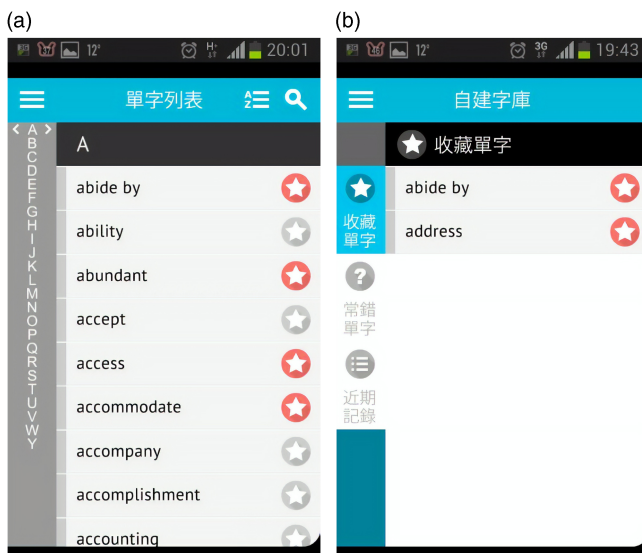 (a)
12°
H
20:01
單字列表
A
Z
< A >
B
C
D
E
F
G
H
I
J
K
L
M
N
O
P
Q
R
S
T
U
V
W
Y
A
abide by
ability
abundant
accept
access
accommodate
accompany
accomplishment
accounting
(b)
12°
3G
19:43
自建字庫
收藏單字
收藏
單字
?
常錯
單字
近期
記錄
abide by
address